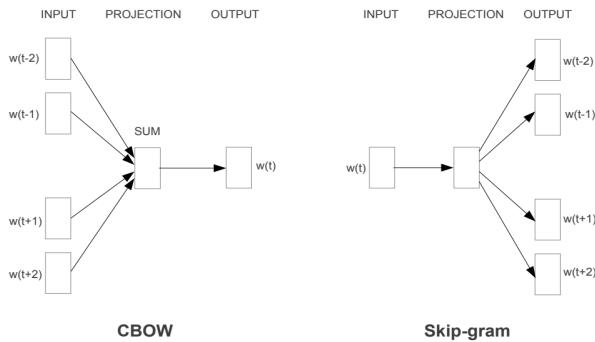 INPUT PROJECTION OUTPUT
w(t-2)
w(t-1)
SUM
w(t)
w(t+1)
w(t+2)
CBOW
INPUT PROJECTION OUTPUT
w(t-2)
w(t-1)
w(t)
w(t+1)
w(t+2)
Skip-gram